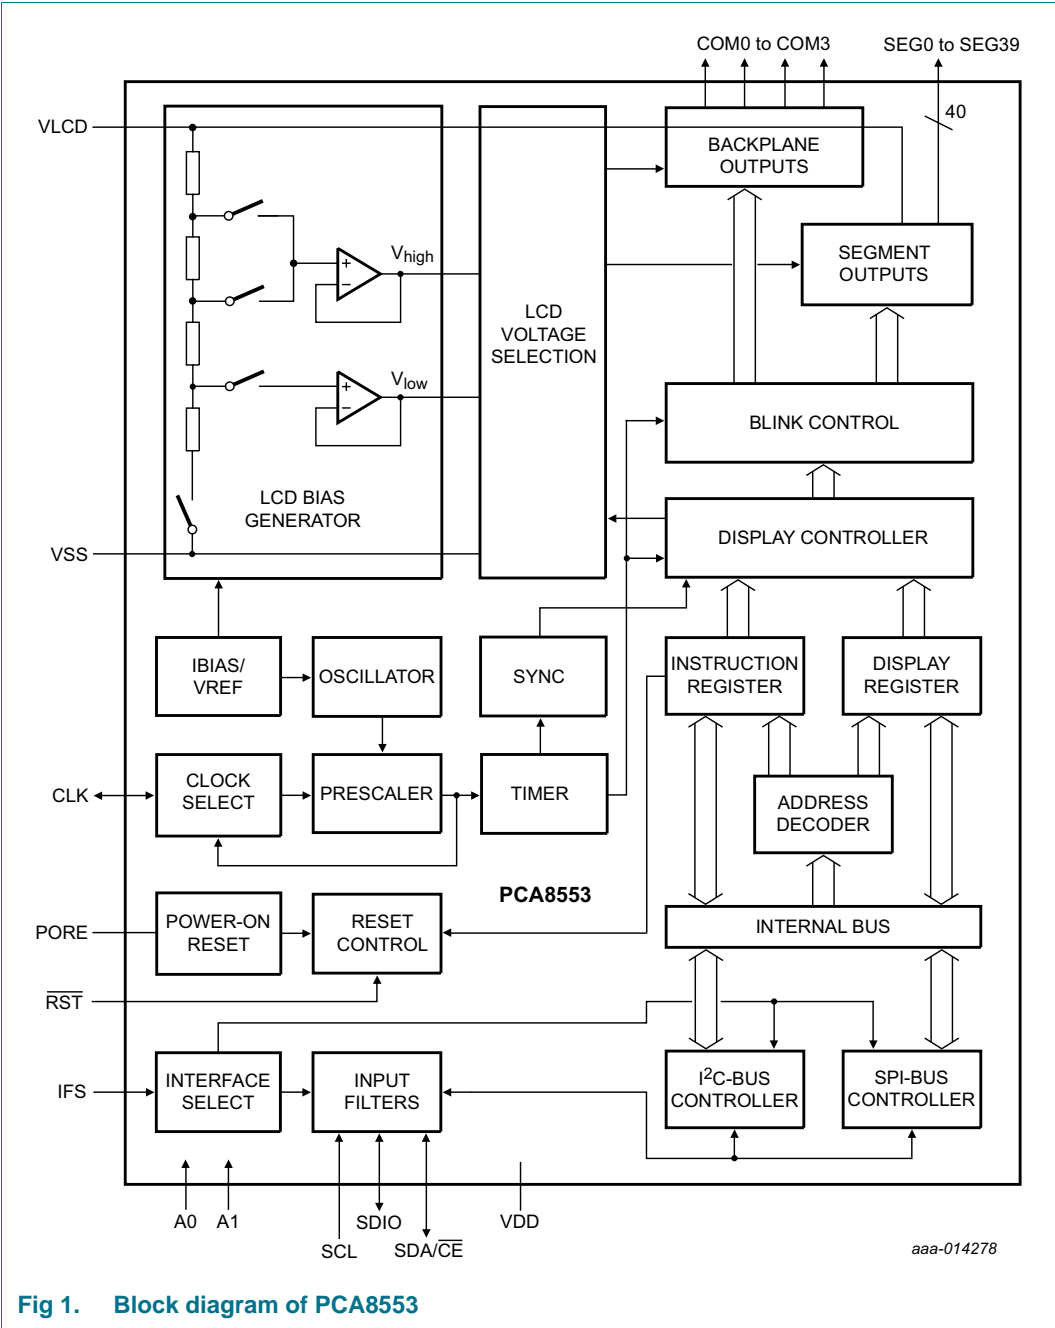 COM0 to COM3
SEG0 to SEG39
40
VLCD
BACKPLANE
OUTPUTS
SEGMENT
OUTPUTS
Vhigh
+
−
LCD
VOLTAGE
SELECTION
Vlow
+
−
BLINK CONTROL
LCD BIAS
GENERATOR
DISPLAY CONTROLLER
VSS
IBIAS/
VREF
OSCILLATOR
SYNC
INSTRUCTION
REGISTER
DISPLAY
REGISTER
CLK
CLOCK
SELECT
PRESCALER
TIMER
ADDRESS
DECODER
PCA8553
PORE
POWER-ON
RESET
RESET
CONTROL
INTERNAL BUS
R̅S̅T̅
IFS
INTERFACE
SELECT
INPUT
FILTERS
I²C-BUS
CONTROLLER
SPI-BUS
CONTROLLER
A0
A1
SCL
SDIO
SDA/C̅E̅
VDD
aaa-014278
Fig 1. Block diagram of PCA8553